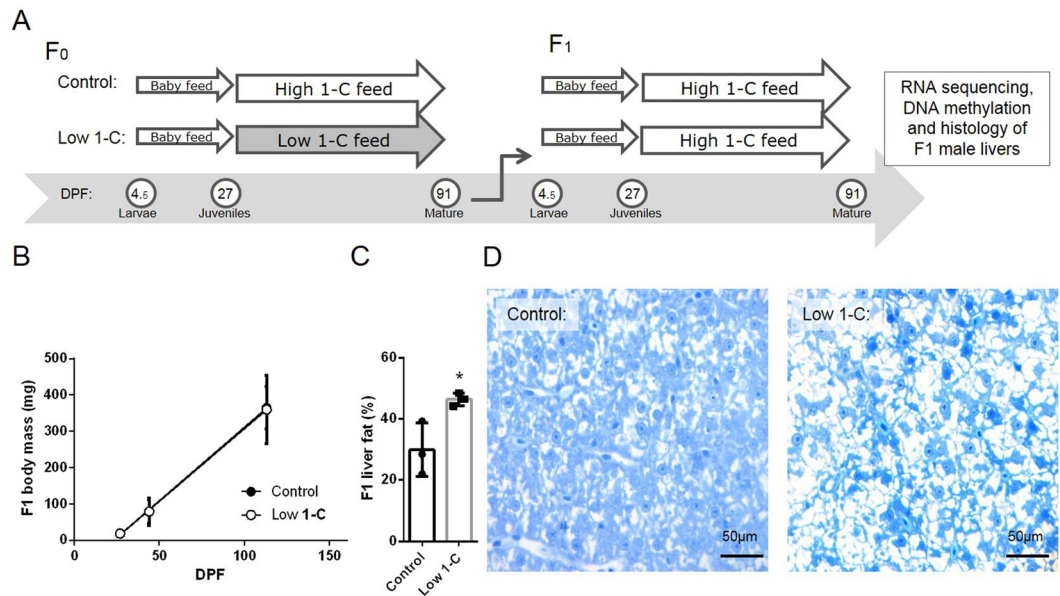 A
F0
F1
Control:
Baby feed
High 1-C feed
Baby feed
High 1-C feed
Low 1-C:
Baby feed
Low 1-C feed
Baby feed
High 1-C feed
RNA sequencing,
DNA methylation
and histology of
F1 male livers
DPF:
4.5
27
91
4.5
27
91
Larvae
Juveniles
Mature
Larvae
Juveniles
Mature
B
F1 body mass (mg)
500
400
300
200
100
0
0
50
100
150
DPF
Control
Low 1-C
C
F1 liver fat (%)
60
40
20
0
*
Control
Low 1-C
D
Control:
50µm
Low 1-C:
50µm